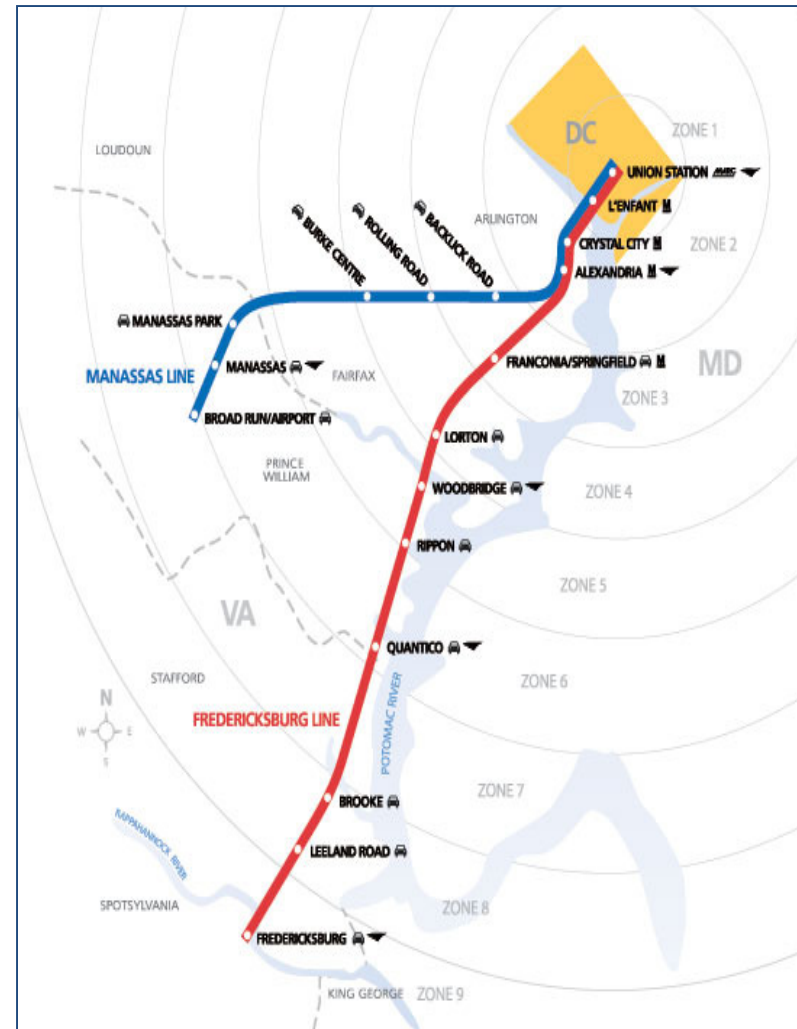 DC
ZONE 1
LOUDOUN
UNION STATION MARC
L'ENFANT M
ARLINGTON
BACKLICK ROAD
ROLLING ROAD
BURKE CENTRE
CRYSTAL CITY M
ZONE 2
ALEXANDRIA M
MANASSAS PARK
MANASSAS
MANASSAS LINE
FAIRFAX
FRANCONIA/SPRINGFIELD M
MD
ZONE 3
BROAD RUN/AIRPORT
LORTON
PRINCE
WILLIAM
WOODBRIDGE
ZONE 4
RIPPON
ZONE 5
VA
QUANTICO
STAFFORD
ZONE 6
N
W E
S
FREDERICKSBURG LINE
POTOMAC RIVER
BROOKE
ZONE 7
RAPPAHANNOCK RIVER
LEELAND ROAD
SPOTSYLVANIA
ZONE 8
FREDERICKSBURG
KING GEORGE
ZONE 9